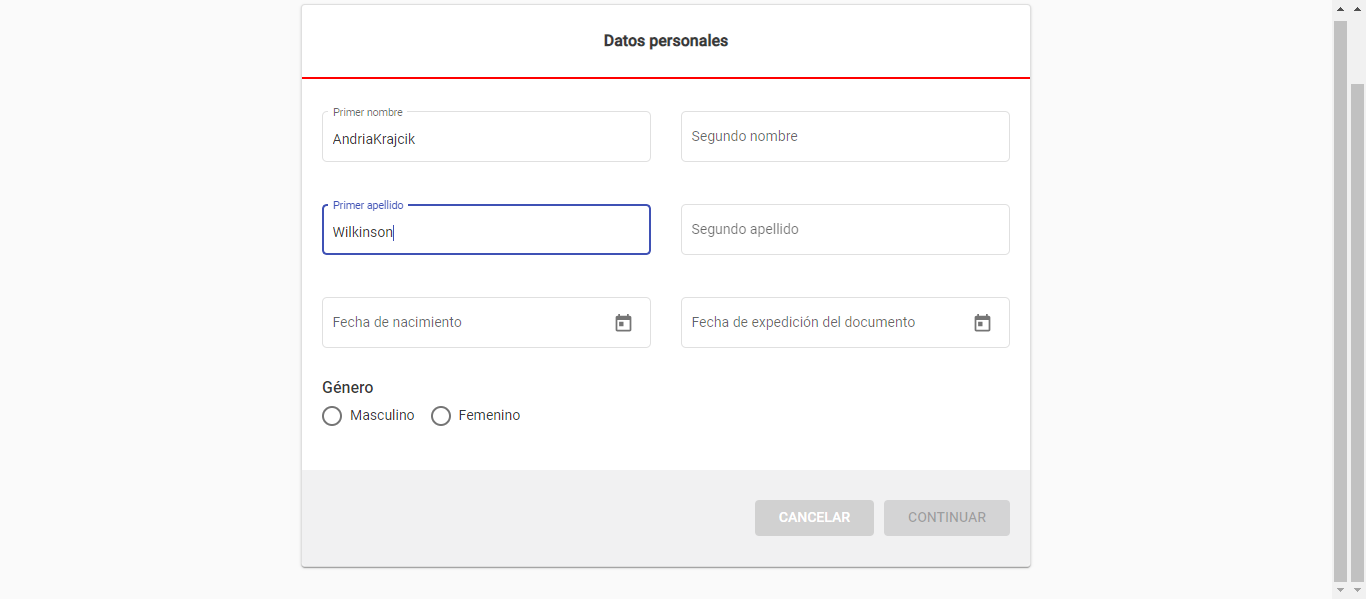 Datos personales
Primer nombre
AndriaKrajcik
Segundo nombre
Primer apellido
Wilkinson
Segundo apellido
Fecha de nacimiento
Fecha de expedición del documento
Género
Masculino Femenino
CANCELAR CONTINUAR